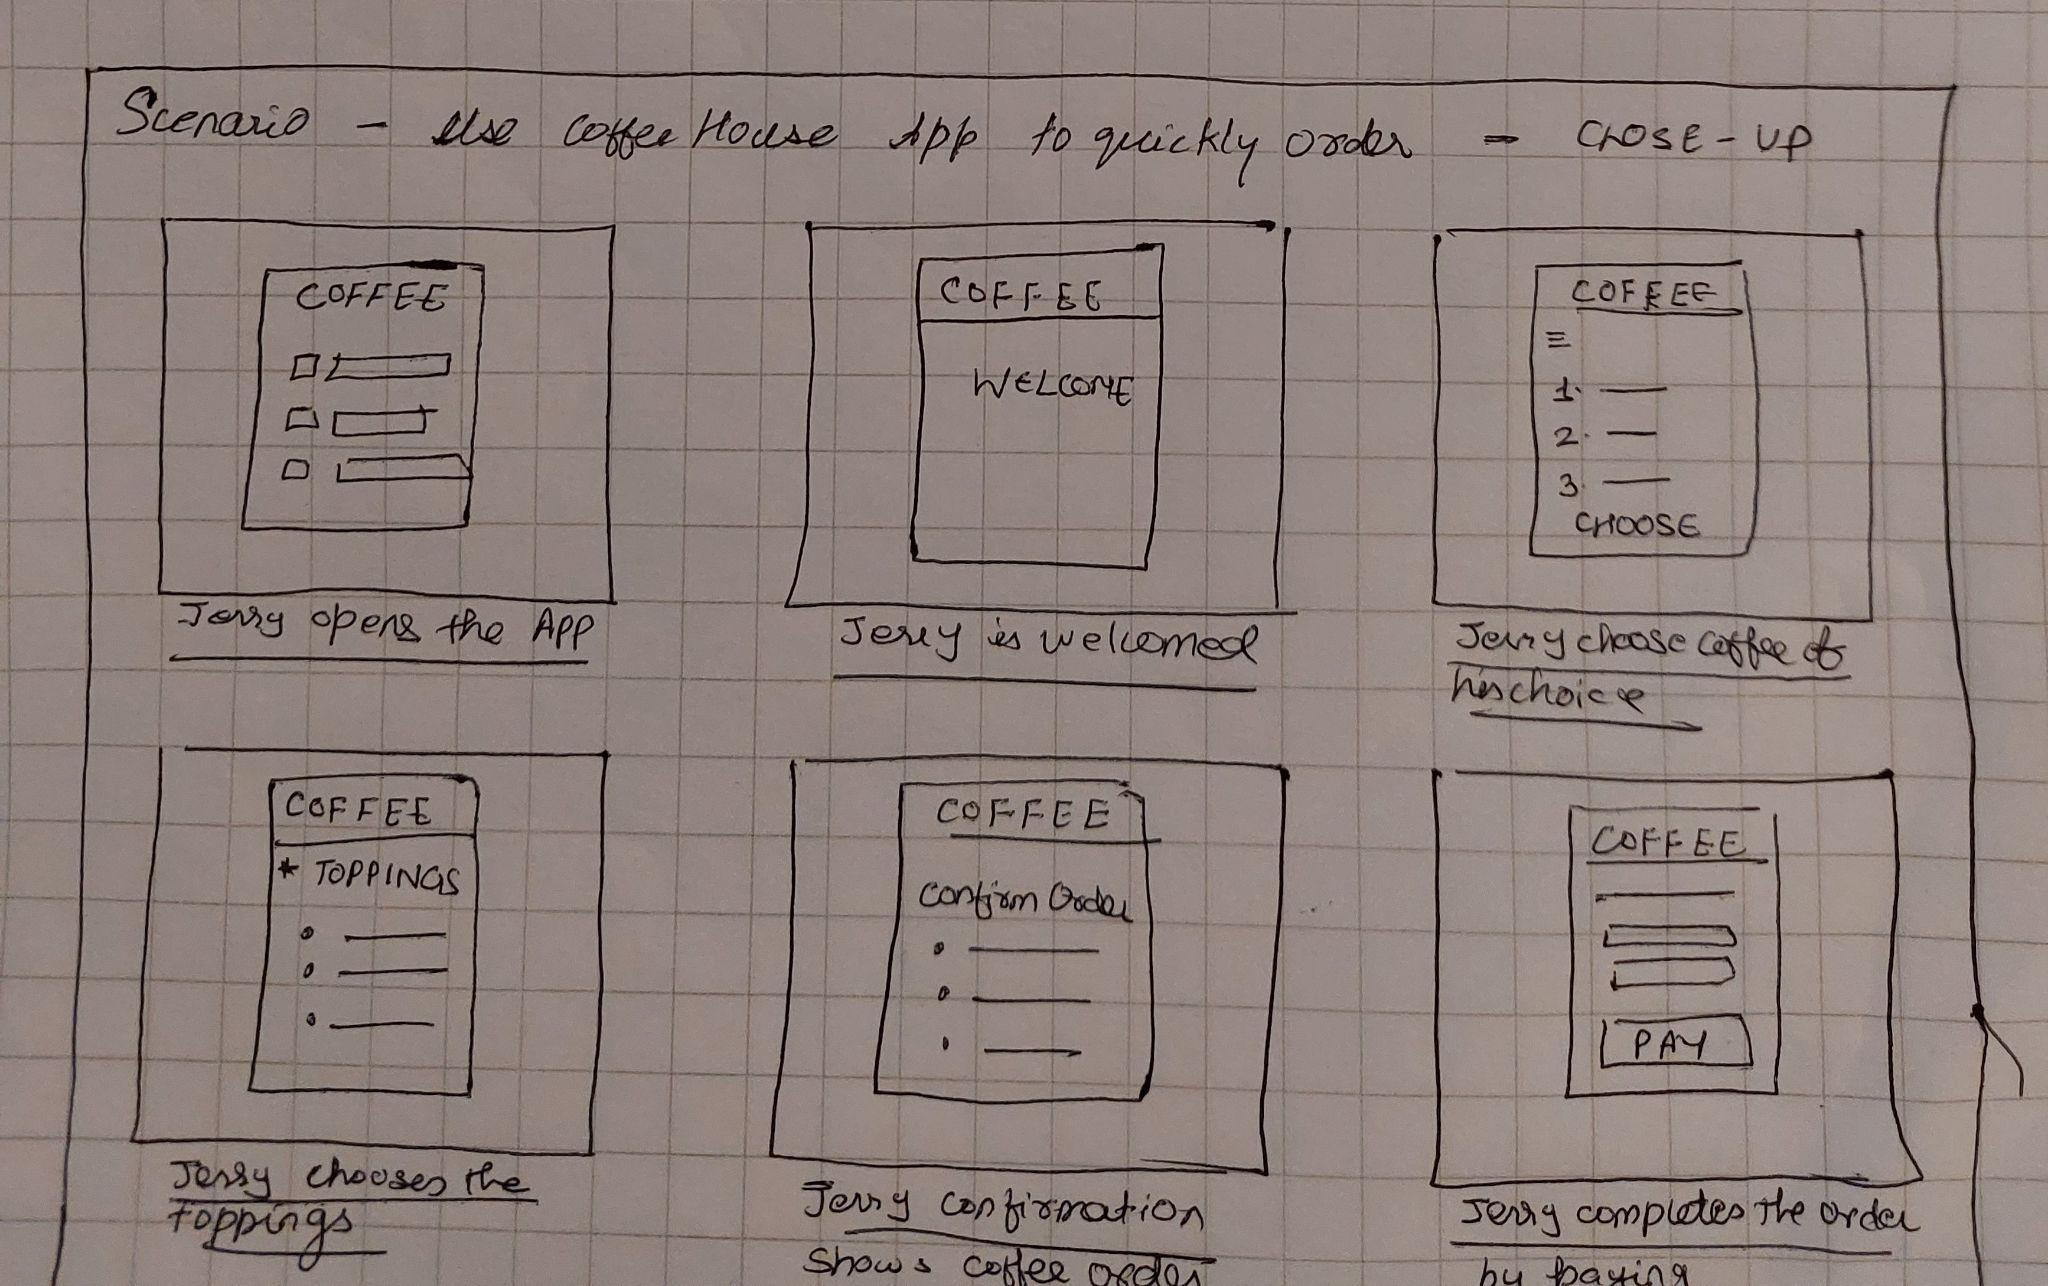 Scenario - Use Coffee House App to quickly order - CLOSE-UP
COFFEE
Jerry opens the App
COFFEE
WELCOME
Jerry is welcomed
COFFEE
1.
2.
3.
CHOOSE
Jerry choose coffee of
his choice
COFFEE
* TOPPINGS
Jerry chooses the
toppings
COFFEE
Confirm Order
Jerry confirmation
shows coffee order
COFFEE
PAY
Jerry completes the order
by paying